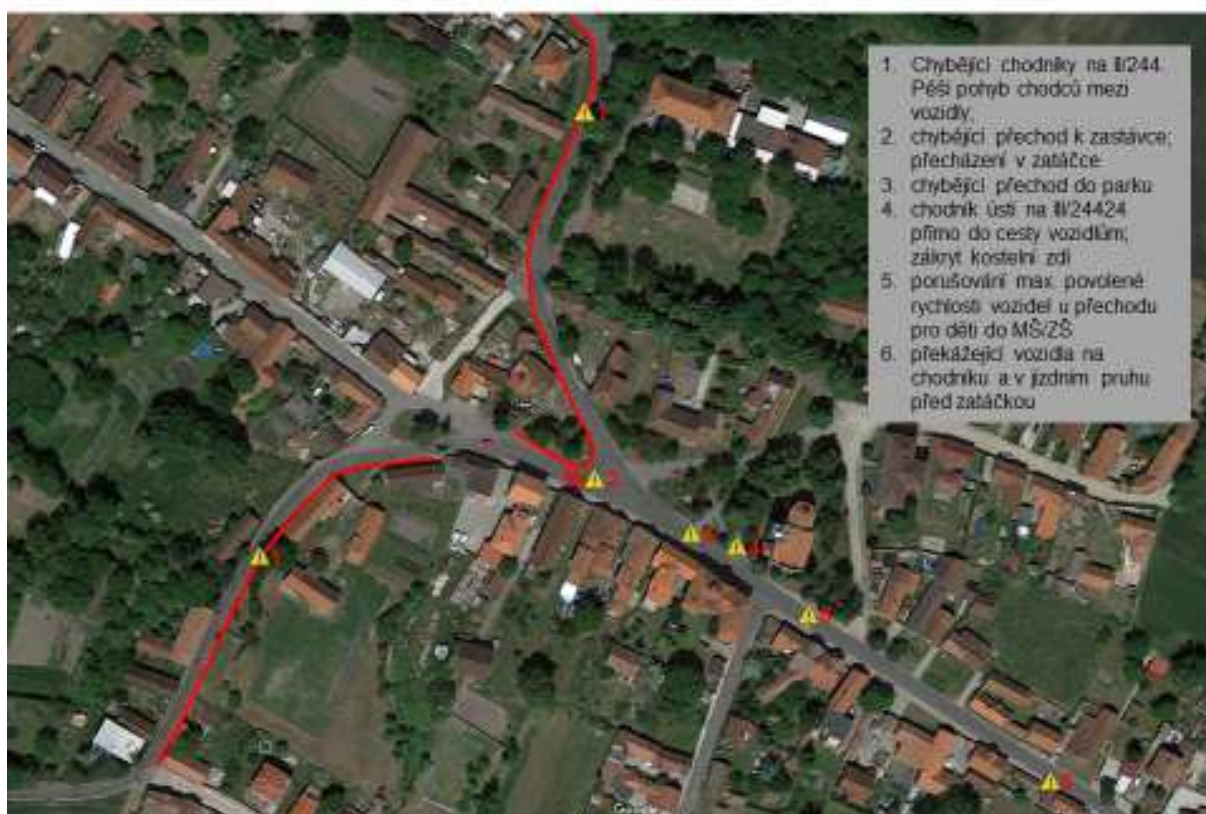 1. Chybějící chodníky na II/244.
Pěší pohyb chodců mezi
vozidly;
2. chybějící přechod k zastávce;
přecházení v zatáčce
3. chybějící přechod do parku
4. chodník ústí na III/24424
přímo do cesty vozidlům;
zákryt kostelní zdí
5. porušování max. povolené
rychlosti vozidel u přechodu
pro děti do MŠ/ZŠ
6. překážející vozidla na
chodníku a v jízdním pruhu
před zatáčkou
Google